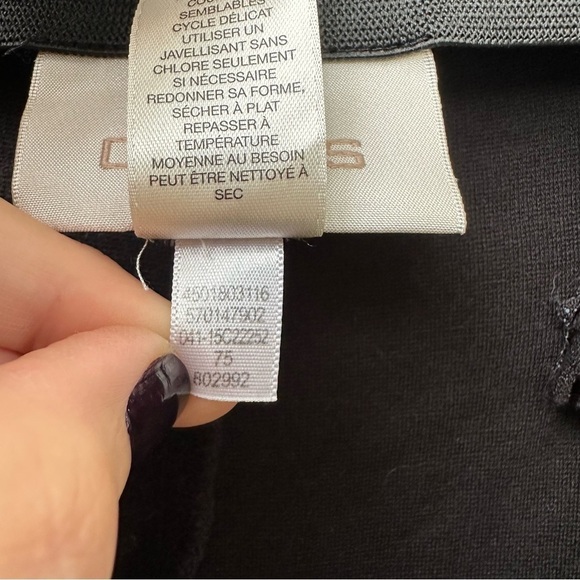 SEMBLABLES
CYCLE DÉLICAT
UTILISER UN
JAVELLISANT SANS
CHLORE SEULEMENT
SI NÉCESSAIRE
REDONNER SA FORME,
SÉCHER À PLAT
REPASSER À
TEMPÉRATURE
MOYENNE AU BESOIN
PEUT ÊTRE NETTOYÉ À
SEC
4501803116
570147902
041-15C22252
75
802992